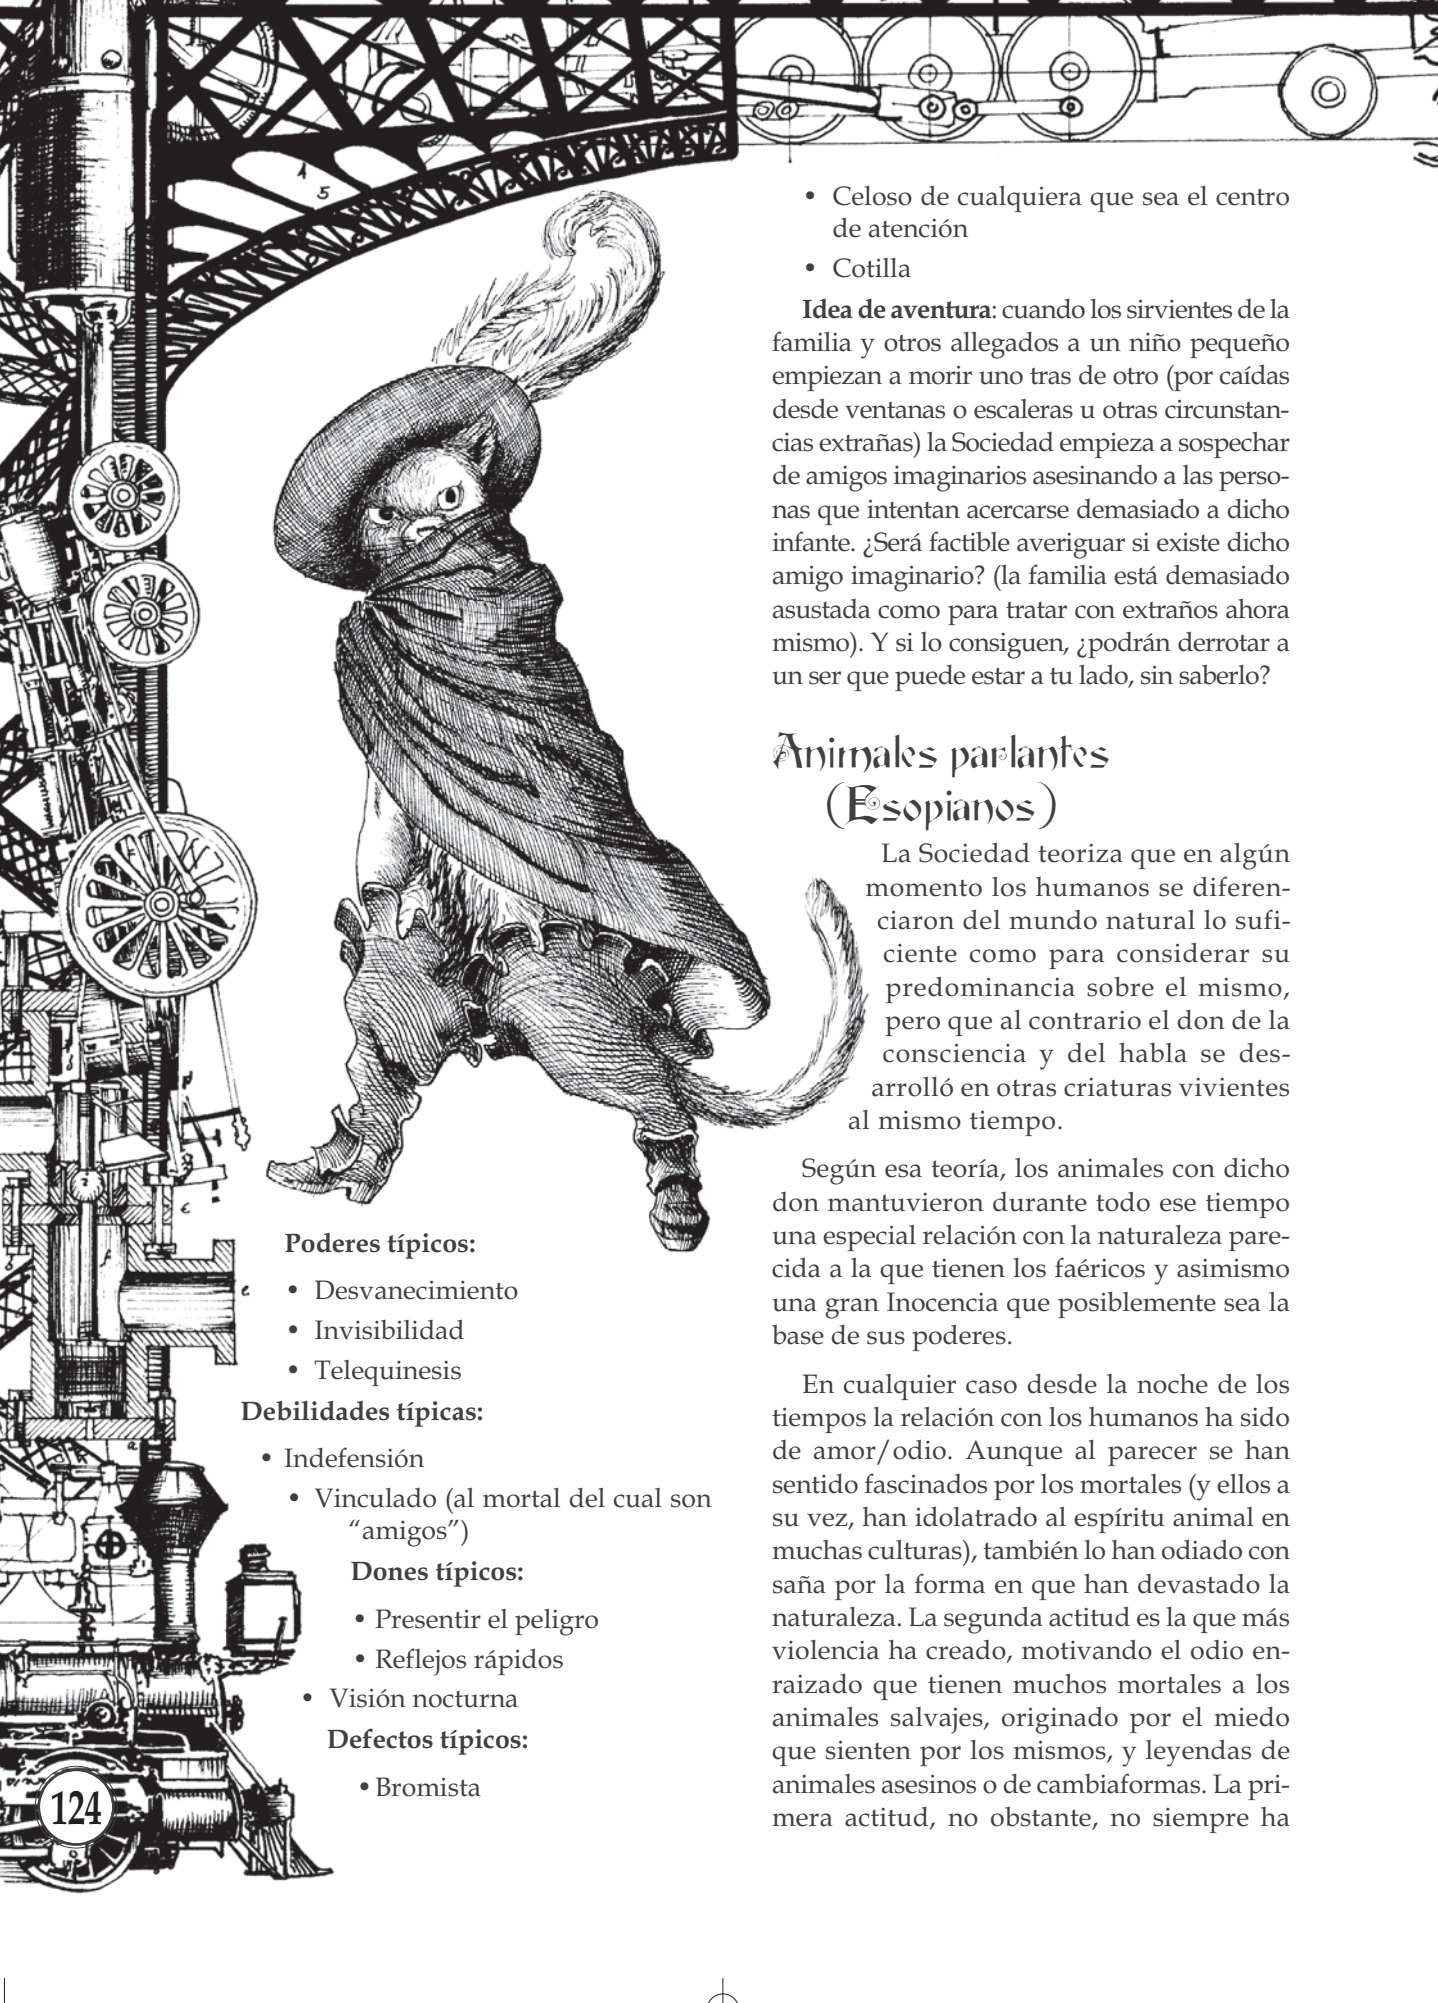 Poderes típicos:
• Desvanecimiento
• Invisibilidad
• Telequinesis
Debilidades típicas:
• Indefensión
• Vinculado (al mortal del cual son
“amigos”)
Dones típicos:
• Presentir el peligro
• Reflejos rápidos
• Visión nocturna
Defectos típicos:
• Bromista
• Celoso de cualquiera que sea el centro
de atención
• Cotilla
Idea de aventura: cuando los sirvientes de la
familia y otros allegados a un niño pequeño
empiezan a morir uno tras de otro (por caídas
desde ventanas o escaleras u otras circunstan-
cias extrañas) la Sociedad empieza a sospechar
de amigos imaginarios asesinando a las perso-
nas que intentan acercarse demasiado a dicho
infante. ¿Será factible averiguar si existe dicho
amigo imaginario? (la familia está demasiado
asustada como para tratar con extraños ahora
mismo). Y si lo consiguen, ¿podrán derrotar a
un ser que puede estar a tu lado, sin saberlo?
Animales parlantes
(Esopianos)
La Sociedad teoriza que en algún
momento los humanos se diferen-
ciaron del mundo natural lo sufi-
ciente como para considerar su
predominancia sobre el mismo,
pero que al contrario el don de la
consciencia y del habla se des-
arrolló en otras criaturas vivientes
al mismo tiempo.
Según esa teoría, los animales con dicho
don mantuvieron durante todo ese tiempo
una especial relación con la naturaleza pare-
cida a la que tienen los faéricos y asimismo
una gran Inocencia que posiblemente sea la
base de sus poderes.
En cualquier caso desde la noche de los
tiempos la relación con los humanos ha sido
de amor/odio. Aunque al parecer se han
sentido fascinados por los mortales (y ellos a
su vez, han idolatrado al espíritu animal en
muchas culturas), también lo han odiado con
saña por la forma en que han devastado la
naturaleza. La segunda actitud es la que más
violencia ha creado, motivando el odio en-
raizado que tienen muchos mortales a los
animales salvajes, originado por el miedo
que sienten por los mismos, y leyendas de
animales asesinos o de cambiaformas. La pri-
mera actitud, no obstante, no siempre ha
124